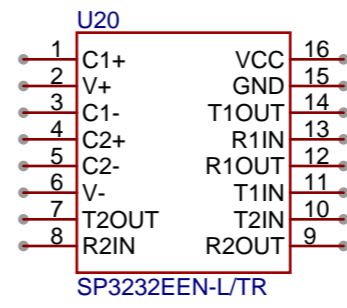 U20
1 C1+ VCC 16
2 V+ GND 15
3 C1- T1OUT 14
4 C2+ R1IN 13
5 C2- R1OUT 12
6 V- T1IN 11
7 T2OUT T2IN 10
8 R2IN R2OUT 9
SP3232EEN-L/TR